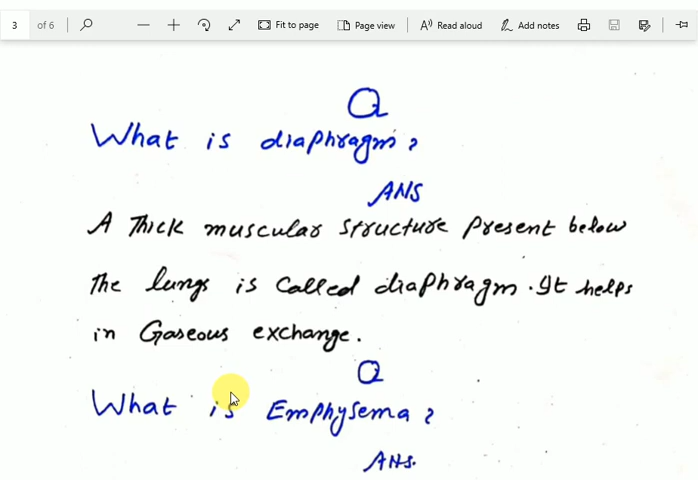 3 of 6 Fit to page Page view Read aloud Add notes
Q
What is diaphragm?
ANS
A Thick muscular structure Present below
The lungs is called diaphragm. It helps
in Gaseous exchange.
Q
What is Emphysema?
ANS.